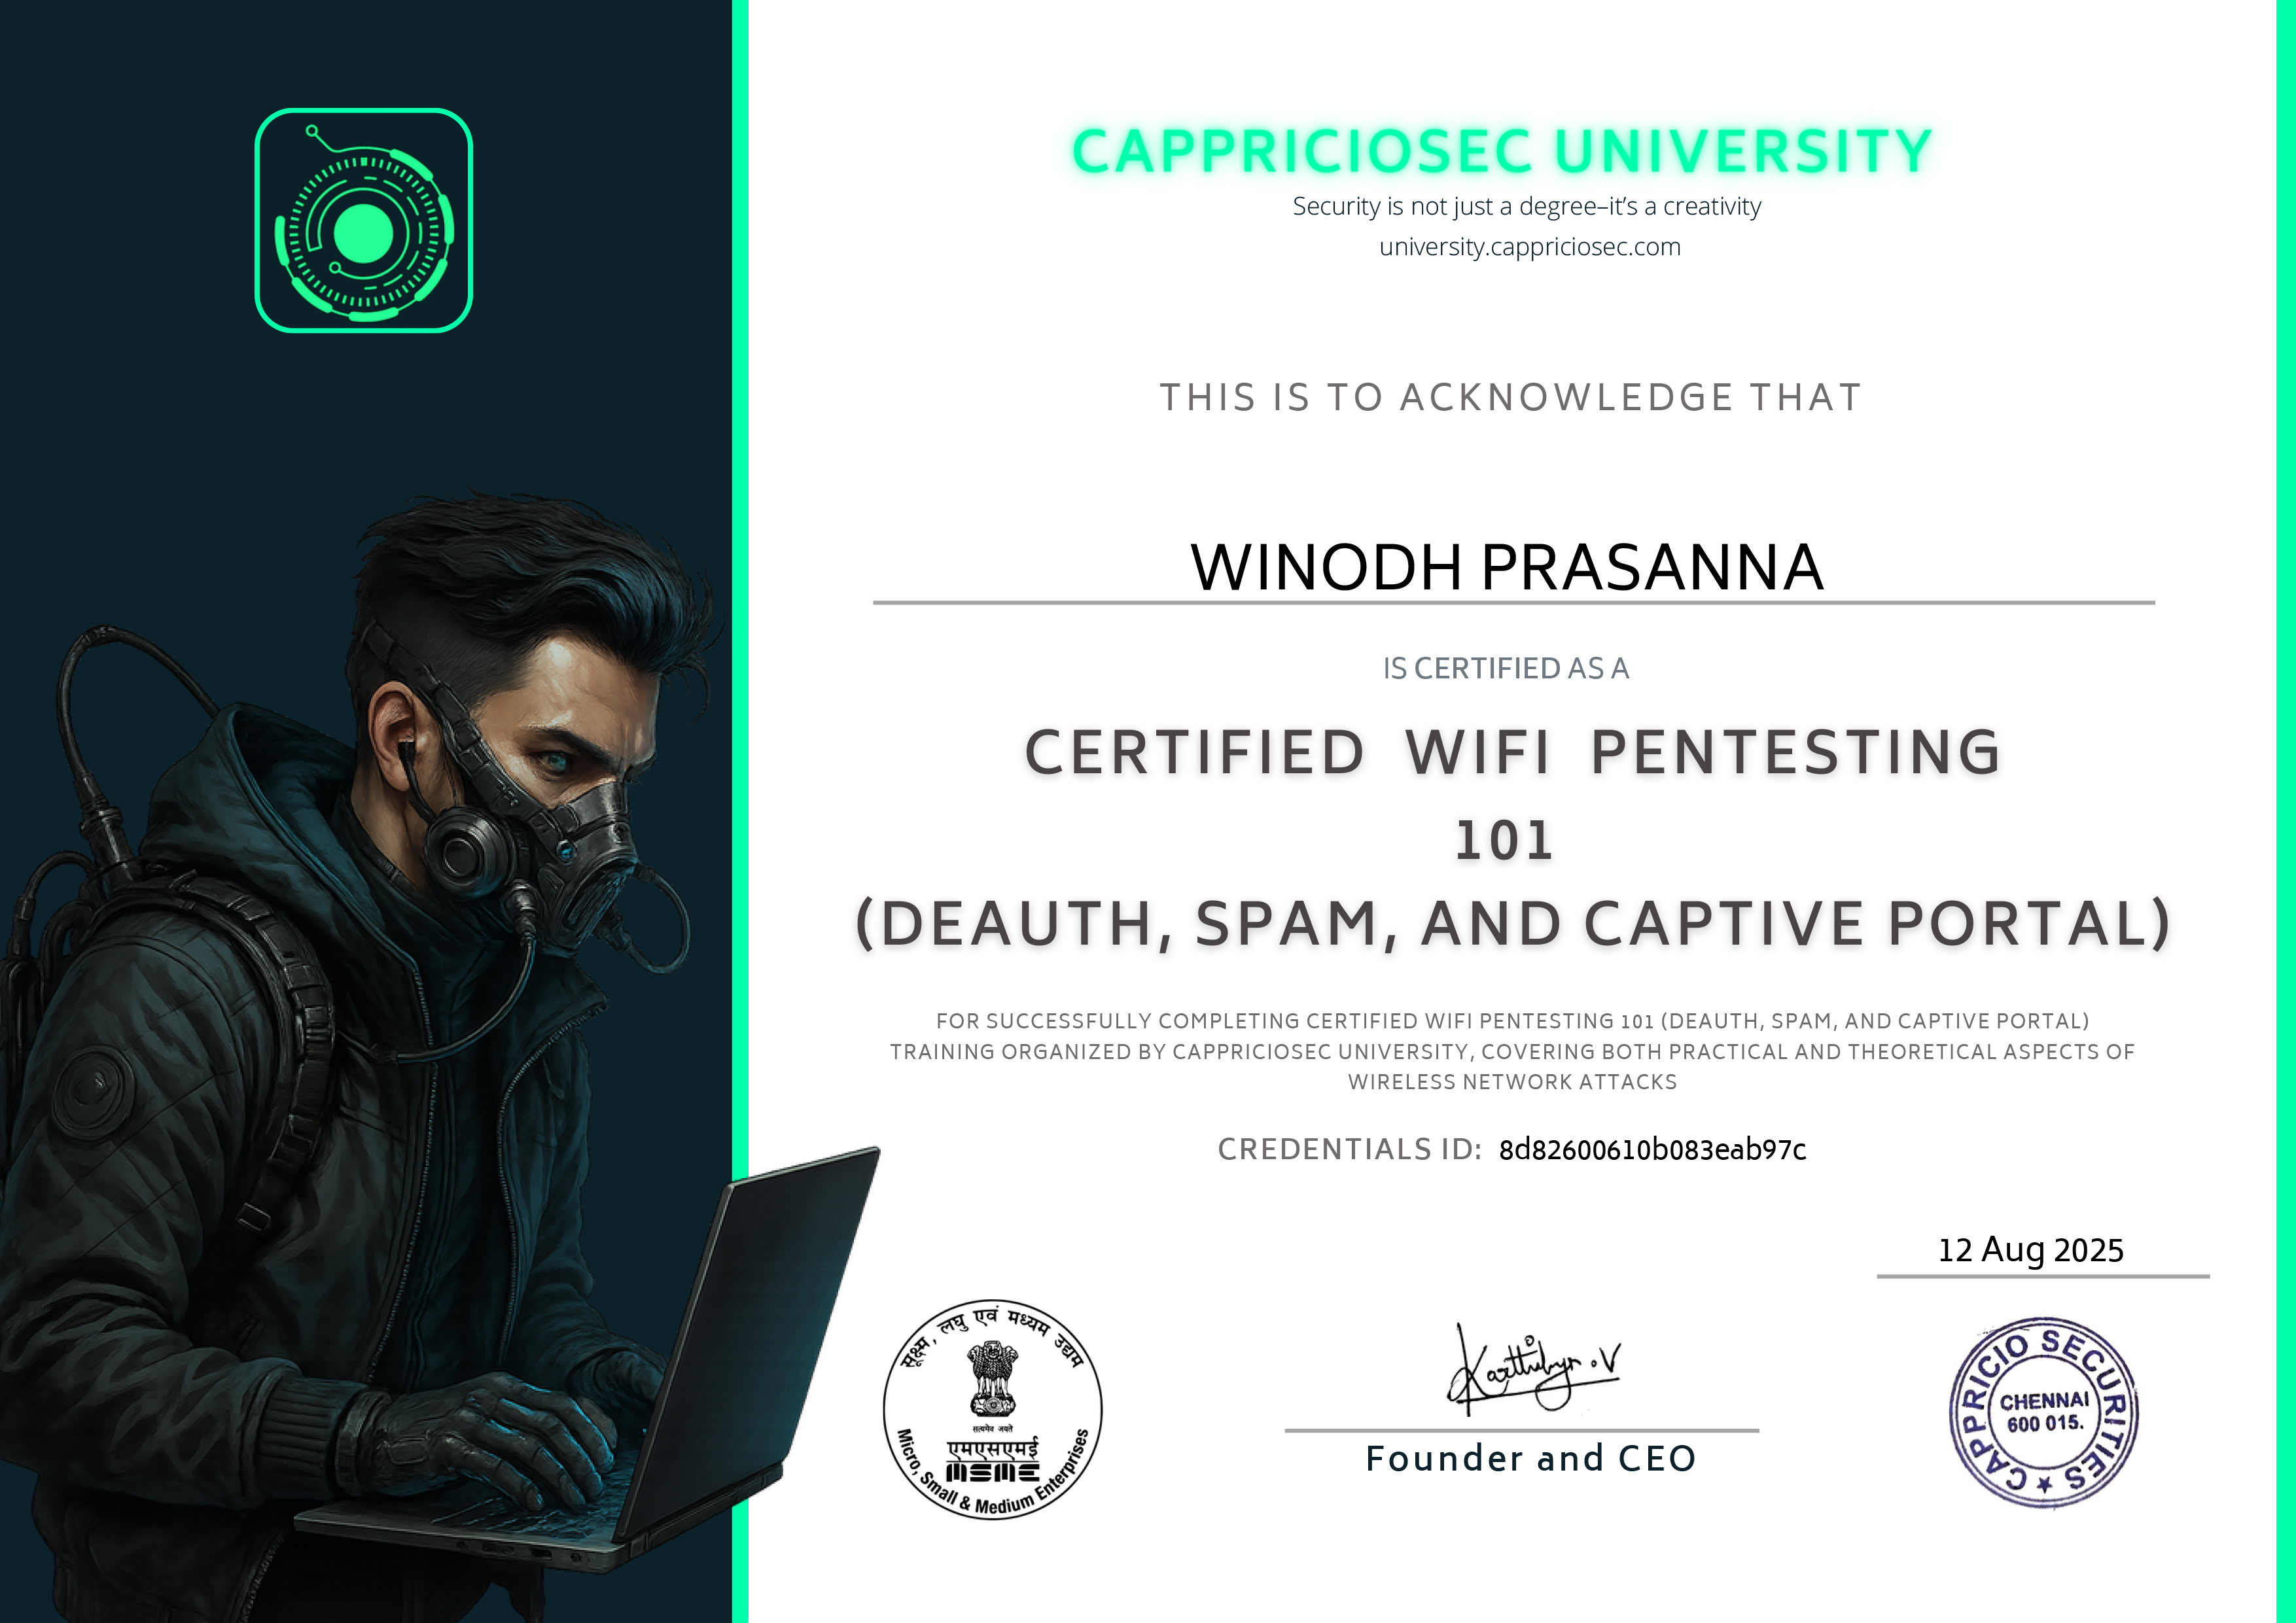 CAPPRICIOSEC UNIVERSITY
Security is not just a degree–it's a creativity
university.cappriciosec.com
THIS IS TO ACKNOWLEDGE THAT
WINODH PRASANNA
IS CERTIFIED AS A
CERTIFIED WIFI PENTESTING
101
(DEAUTH, SPAM, AND CAPTIVE PORTAL)
FOR SUCCESSFULLY COMPLETING CERTIFIED WIFI PENTESTING 101 (DEAUTH, SPAM, AND CAPTIVE PORTAL)
TRAINING ORGANIZED BY CAPPRICIOSEC UNIVERSITY, COVERING BOTH PRACTICAL AND THEORETICAL ASPECTS OF
WIRELESS NETWORK ATTACKS
CREDENTIALS ID: 8d82600610b083eab97c
12 Aug 2025
सूक्ष्म, लघु एवं मध्यम उद्यम
सत्यमेव जयते
एमएसएमई
MSME
Micro, Small & Medium Enterprises
Founder and CEO
CAPPRICIO SECURITIES
CHENNAI
600 015.